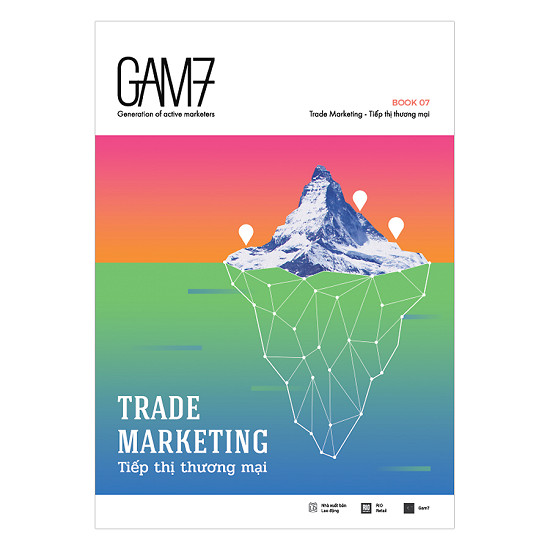 GAM7
Generation of active marketers
BOOK 07
Trade Marketing - Tiếp thị thương mại
TRADE
MARKETING
Tiếp thị thương mại
Nhà xuất bản
Lao động
RIO
Retail
Gam7